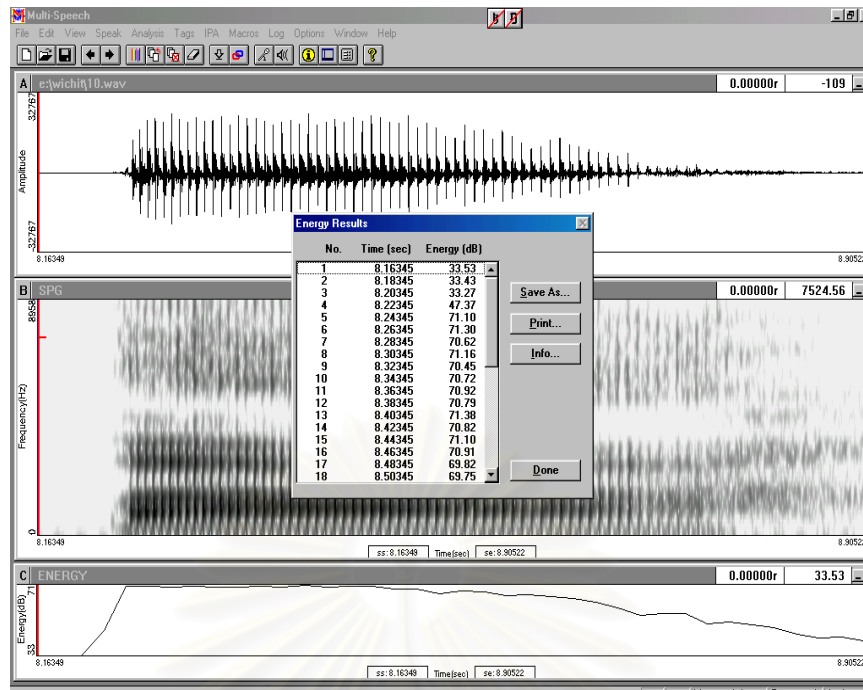 Multi-Speech
File Edit View Speak Analysis Tags IPA Macros Log Options Window Help
A e:\wichit\10.wav 0.00000r -109
32767
Amplitude
-32767
8.16349 8.90522
Energy Results
No. Time (sec) Energy (dB)
1 8.16345 33.53
2 8.18345 33.43
3 8.20345 33.27
4 8.22345 47.37
5 8.24345 71.10
6 8.26345 71.30
7 8.28345 70.62
8 8.30345 71.16
9 8.32345 70.45
10 8.34345 70.72
11 8.36345 70.92
12 8.38345 70.79
13 8.40345 71.38
14 8.42345 70.82
15 8.44345 71.10
16 8.46345 70.91
17 8.48345 69.82
18 8.50345 69.75
Save As...
Print...
Info...
Done
B SPG 0.00000r 7524.56
8958
Frequency(Hz)
0
8.16349 8.90522
ss: 8.16349 Time(sec) se: 8.90522
C ENERGY 0.00000r 33.53
71
Energy(dB)
33
8.16349 8.90522
ss: 8.16349 Time(sec) se: 8.90522